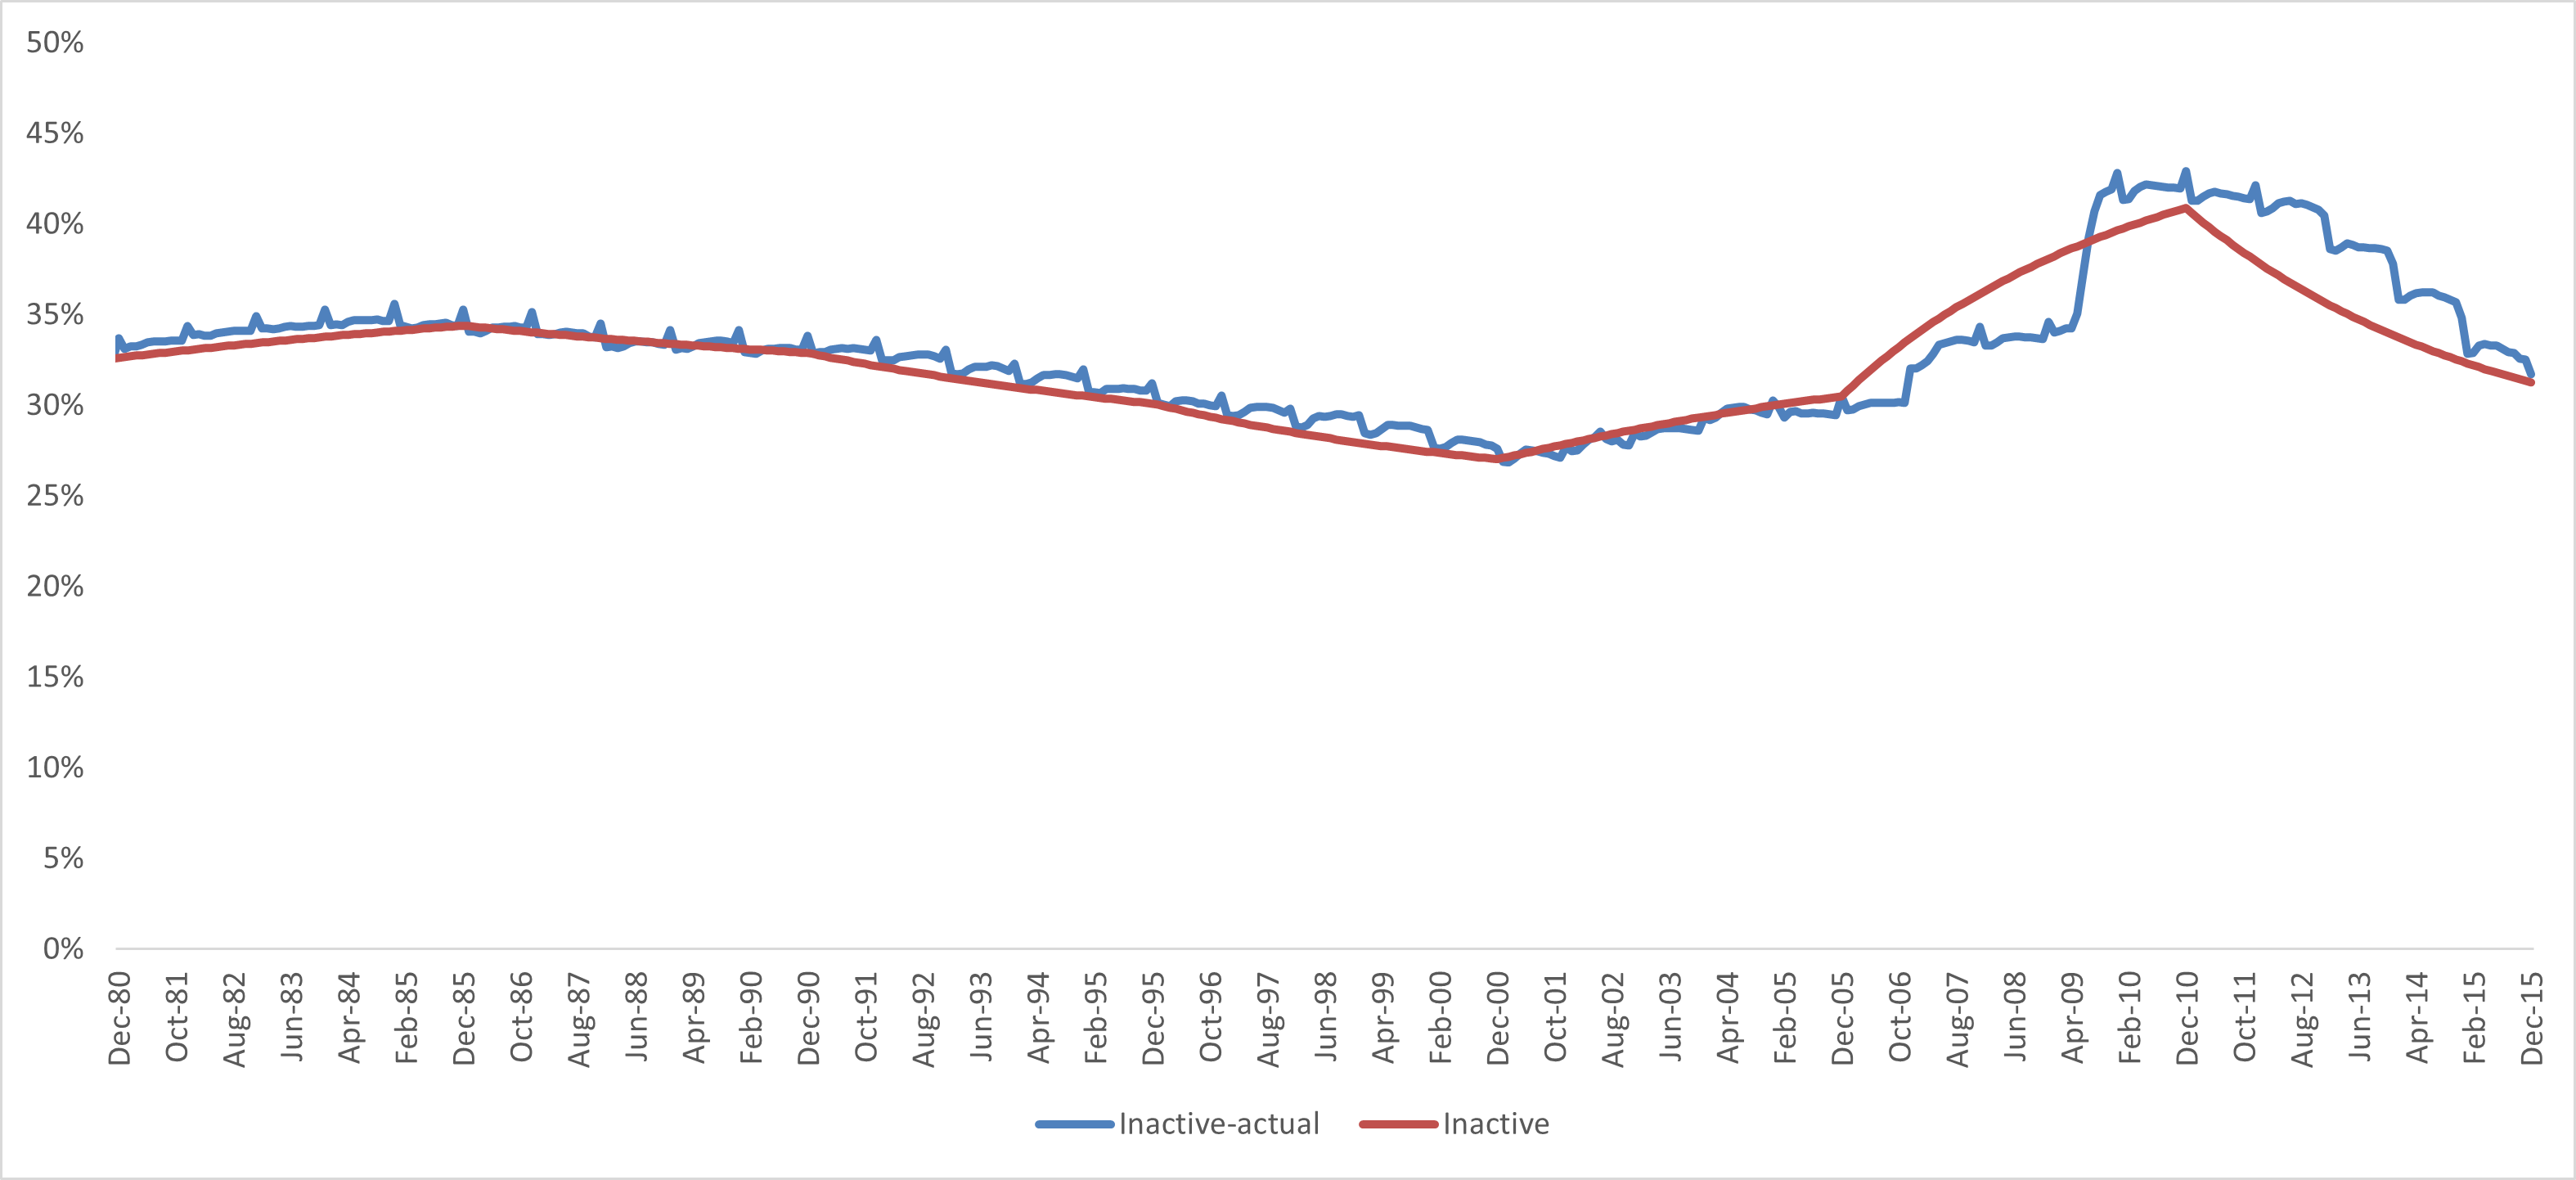 50%
45%
40%
35%
30%
25%
20%
15%
10%
5%
0%
Dec-80
Oct-81
Aug-82
Jun-83
Apr-84
Feb-85
Dec-85
Oct-86
Aug-87
Jun-88
Apr-89
Feb-90
Dec-90
Oct-91
Aug-92
Jun-93
Apr-94
Feb-95
Dec-95
Oct-96
Aug-97
Jun-98
Apr-99
Feb-00
Dec-00
Oct-01
Aug-02
Jun-03
Apr-04
Feb-05
Dec-05
Oct-06
Aug-07
Jun-08
Apr-09
Feb-10
Dec-10
Oct-11
Aug-12
Jun-13
Apr-14
Feb-15
Dec-15
Inactive-actual
Inactive